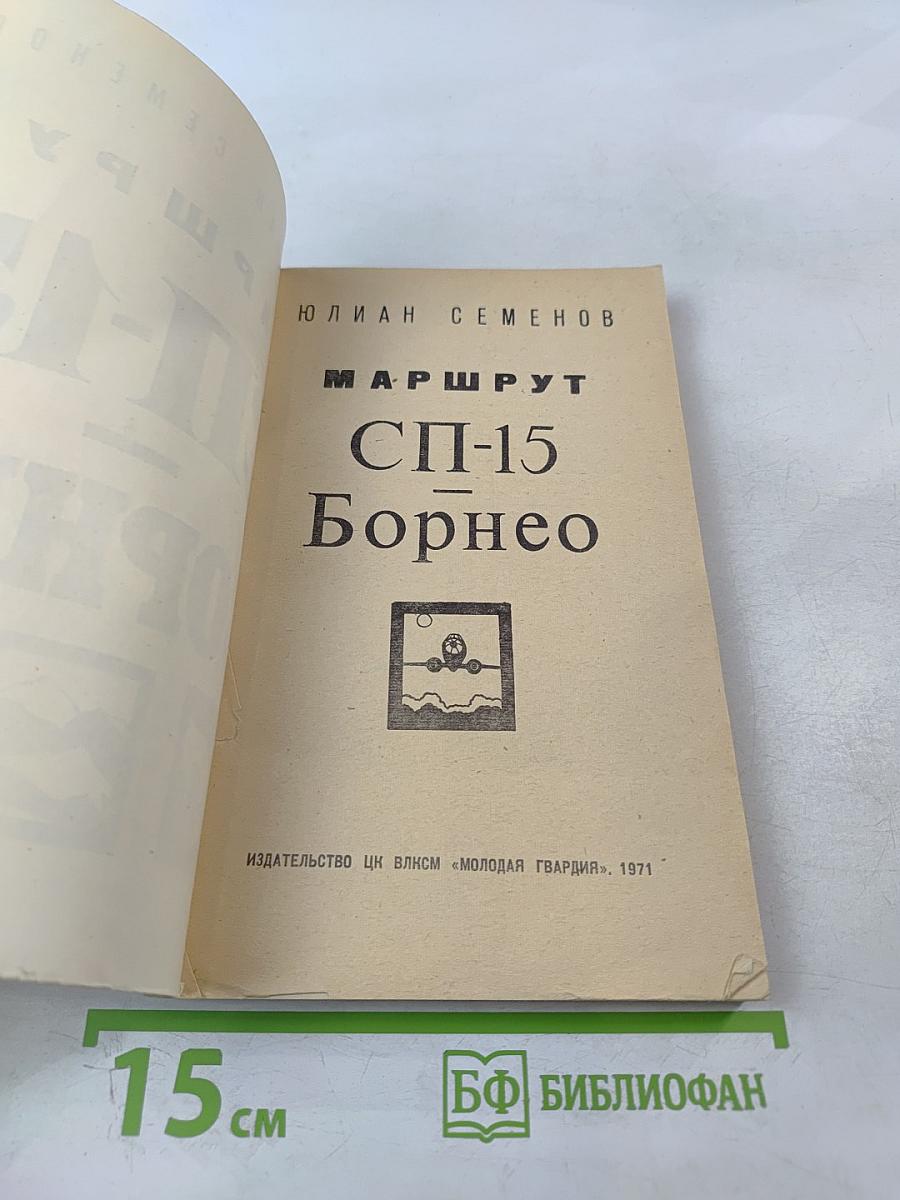 ЮЛИАН СЕМЕНОВ
МАРШРУТ
СП-15
—
Борнео
ИЗДАТЕЛЬСТВО ЦК ВЛКСМ «МОЛОДАЯ ГВАРДИЯ». 1971
15 см
БФ БИБЛИОФАН